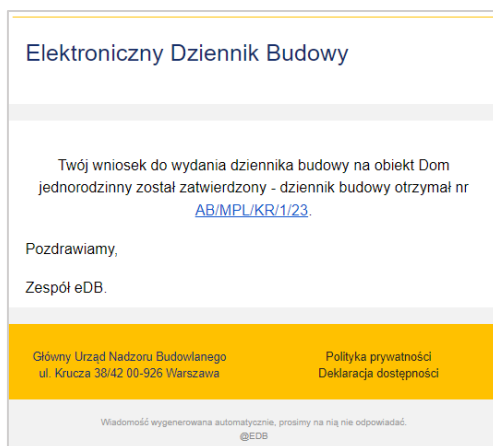 Elektroniczny Dziennik Budowy
Twój wniosek do wydania dziennika budowy na obiekt Dom
jednorodzinny został zatwierdzony - dziennik budowy otrzymał nr
AB/MPL/KR/1/23.
Pozdrawiamy,
Zespół eDB.
Główny Urząd Nadzoru Budowlanego
ul. Krucza 38/42 00-926 Warszawa
Polityka prywatności
Deklaracja dostępności
Wiadomość wygenerowana automatycznie, prosimy na nią nie odpowiadać.
@EDB